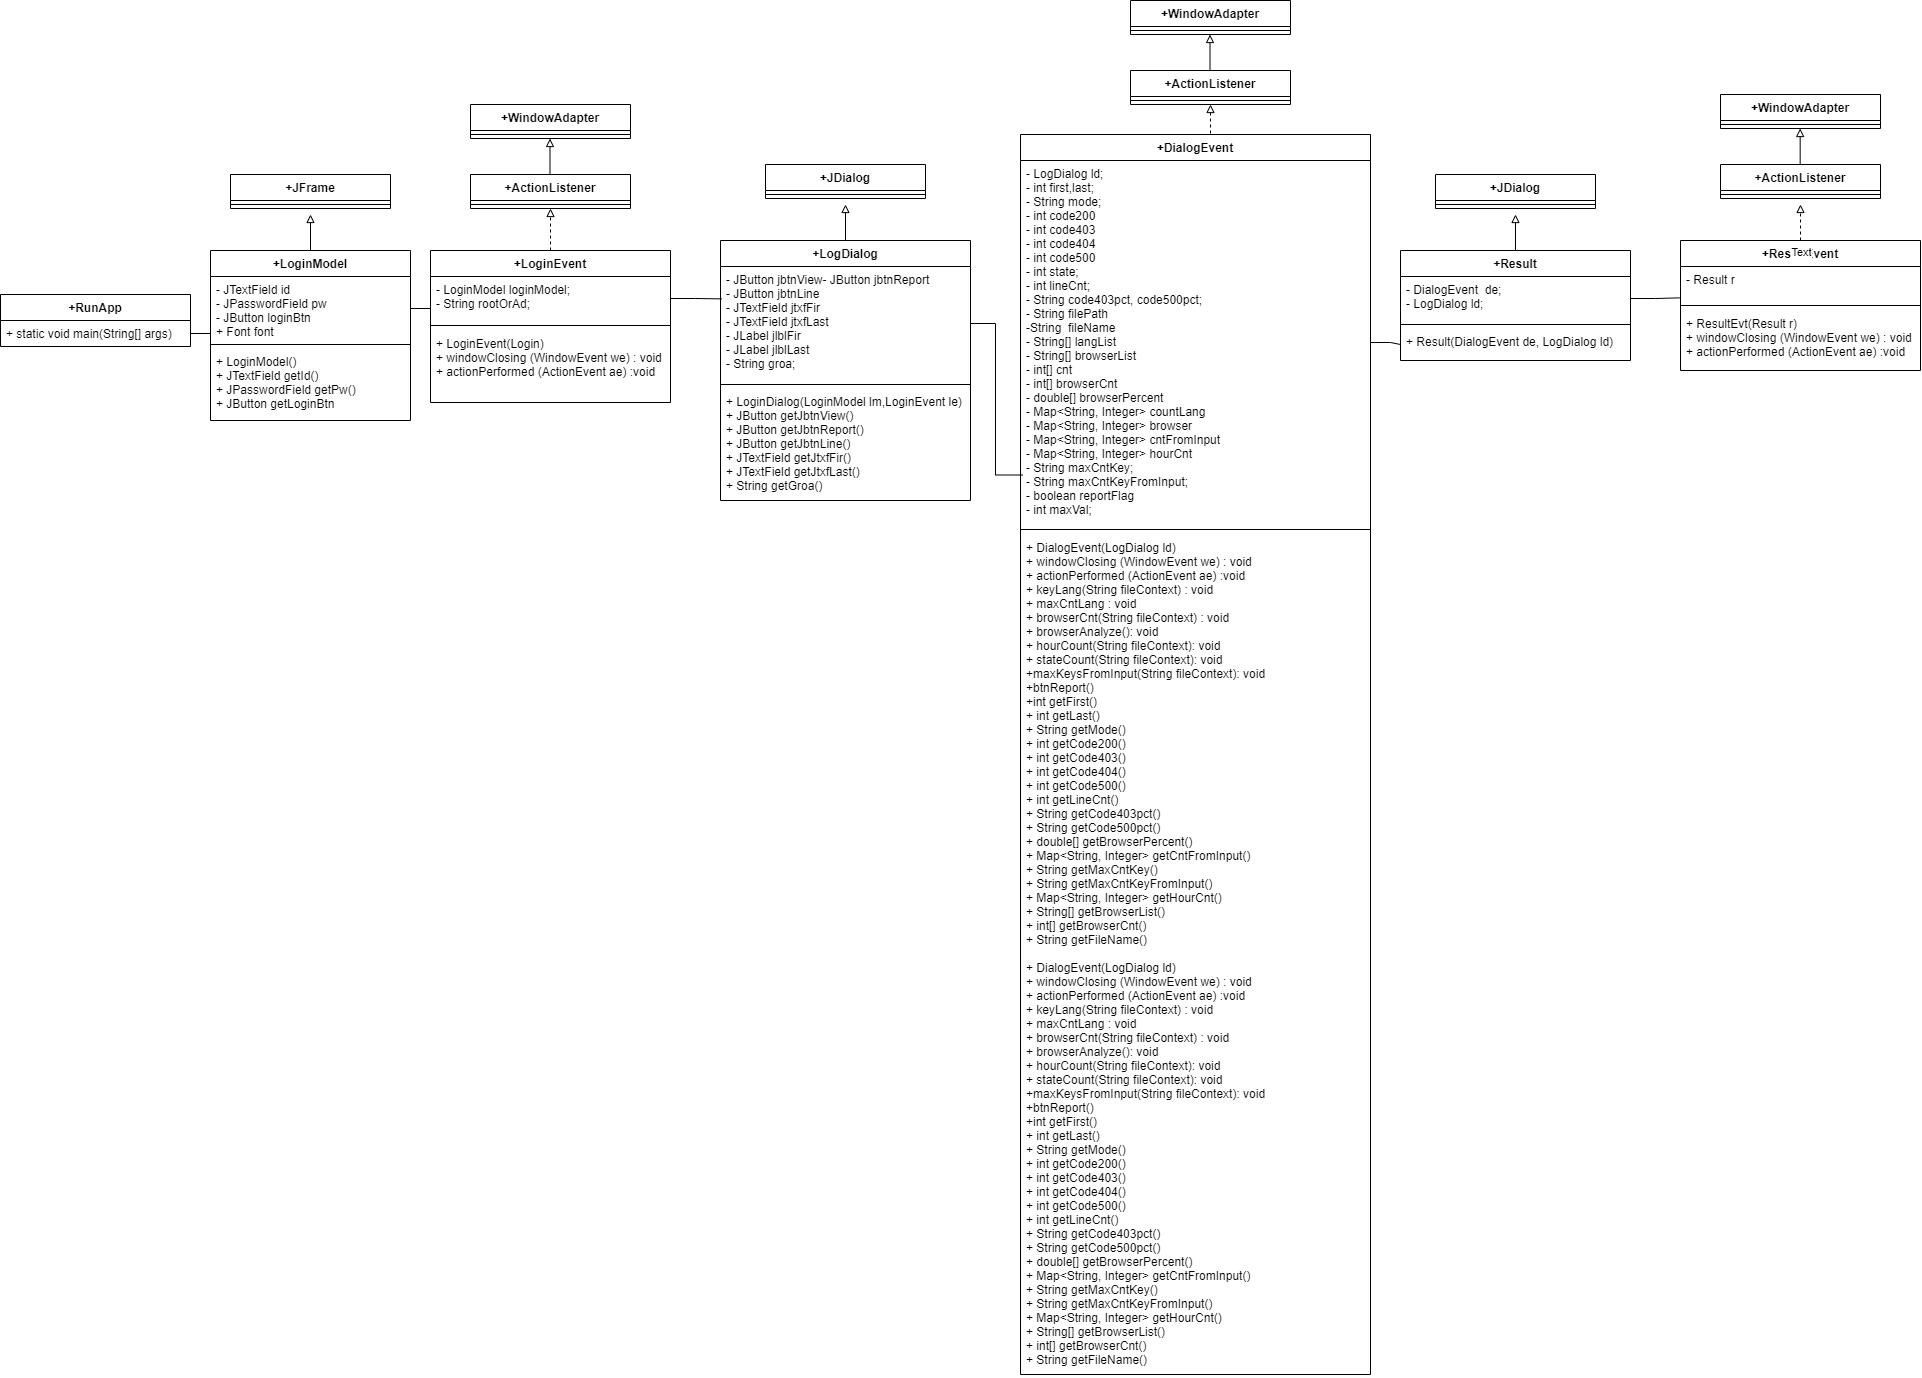 +RunApp
+ static void main(String[] args)
+JFrame
+LoginModel
- JTextField id
- JPasswordField pw
- JButton loginBtn
+ Font font
+ LoginModel()
+ JTextField getId()
+ JPasswordField getPw()
+ JButton getLoginBtn
+WindowAdapter
+ActionListener
+LoginEvent
- LoginModel loginModel;
- String rootOrAd;
+ LoginEvent(Login)
+ windowClosing (WindowEvent we) : void
+ actionPerformed (ActionEvent ae) :void
+JDialog
+LogDialog
- JButton jbtnView- JButton jbtnReport
- JButton jbtnLine
- JTextField jtxfFir
- JTextField jtxfLast
- JLabel jlblFir
- JLabel jlblLast
- String groa;
+ LoginDialog(LoginModel lm,LoginEvent le)
+ JButton getJbtnView()
+ JButton getJbtnReport()
+ JButton getJbtnLine()
+ JTextField getJtxfFir()
+ JTextField getJtxfLast()
+ String getGroa()
+WindowAdapter
+ActionListener
+DialogEvent
- LogDialog ld;
- int first,last;
- String mode;
- int code200
- int code403
- int code404
- int code500
- int state;
- int lineCnt;
- String code403pct, code500pct;
- String filePath
-String  fileName
- String[] langList
- String[] browserList
- int[] cnt
- int[] browserCnt
- double[] browserPercent
- Map<String, Integer> countLang
- Map<String, Integer> browser
- Map<String, Integer> cntFromInput
- Map<String, Integer> hourCnt
- String maxCntKey;
- String maxCntKeyFromInput;
- boolean reportFlag
- int maxVal;
+ DialogEvent(LogDialog ld)
+ windowClosing (WindowEvent we) : void
+ actionPerformed (ActionEvent ae) :void
+ keyLang(String fileContext) : void
+ maxCntLang : void
+ browserCnt(String fileContext) : void
+ browserAnalyze(): void
+ hourCount(String fileContext): void
+ stateCount(String fileContext): void
+maxKeysFromInput(String fileContext): void
+btnReport()
+int getFirst()
+ int getLast()
+ String getMode()
+ int getCode200()
+ int getCode403()
+ int getCode404()
+ int getCode500()
+ int getLineCnt()
+ String getCode403pct()
+ String getCode500pct()
+ double[] getBrowserPercent()
+ Map<String, Integer> getCntFromInput()
+ String getMaxCntKey()
+ String getMaxCntKeyFromInput()
+ Map<String, Integer> getHourCnt()
+ String[] getBrowserList()
+ int[] getBrowserCnt()
+ String getFileName()
+ DialogEvent(LogDialog ld)
+ windowClosing (WindowEvent we) : void
+ actionPerformed (ActionEvent ae) :void
+ keyLang(String fileContext) : void
+ maxCntLang : void
+ browserCnt(String fileContext) : void
+ browserAnalyze(): void
+ hourCount(String fileContext): void
+ stateCount(String fileContext): void
+maxKeysFromInput(String fileContext): void
+btnReport()
+int getFirst()
+ int getLast()
+ String getMode()
+ int getCode200()
+ int getCode403()
+ int getCode404()
+ int getCode500()
+ int getLineCnt()
+ String getCode403pct()
+ String getCode500pct()
+ double[] getBrowserPercent()
+ Map<String, Integer> getCntFromInput()
+ String getMaxCntKey()
+ String getMaxCntKeyFromInput()
+ Map<String, Integer> getHourCnt()
+ String[] getBrowserList()
+ int[] getBrowserCnt()
+ String getFileName()
+JDialog
+Result
- DialogEvent  de;
- LogDialog ld;
+ Result(DialogEvent de, LogDialog ld)
+WindowAdapter
+ActionListener
Text
- Result r
+ ResultEvt(Result r)
+ windowClosing (WindowEvent we) : void
+ actionPerformed (ActionEvent ae) :void